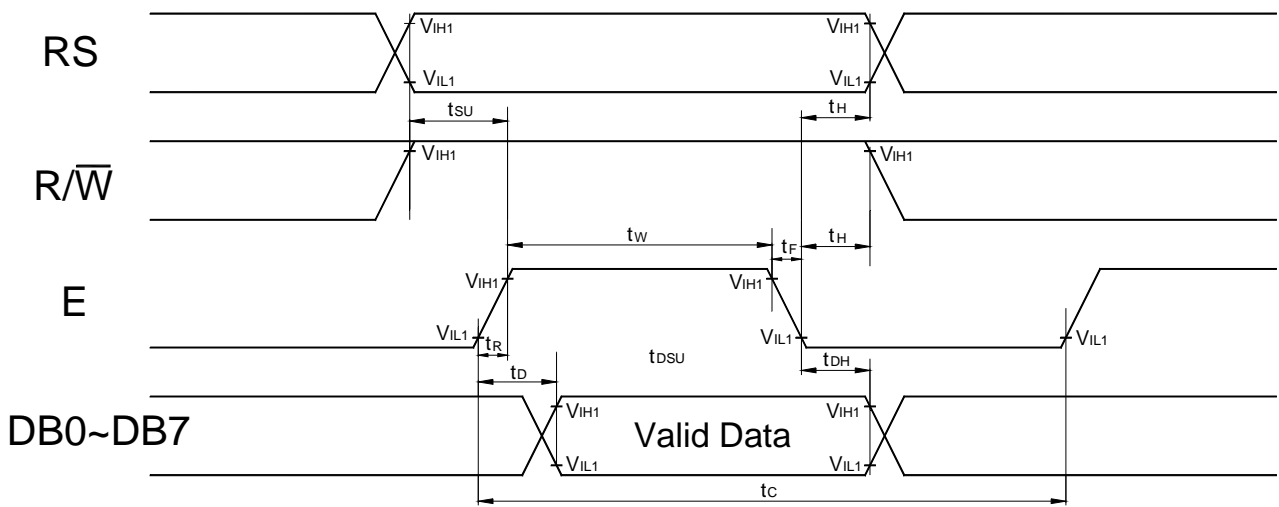 VIH1 VIH1
RS
VIL1 VIL1
tSU tH
VIH1 VIH1
R/W̅
tW tF tH
VIH1 VIH1
E
VIL1 VIL1 VIL1
tR tDSU
tD tDH
VIH1 VIH1
DB0~DB7 Valid Data
VIL1 VIL1
tC